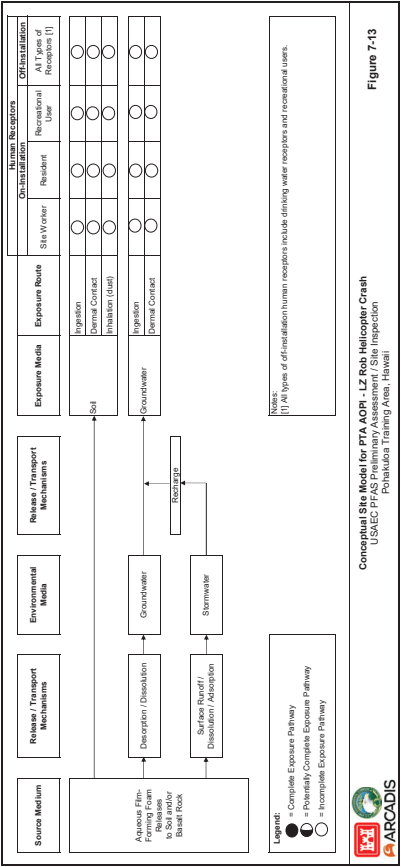 Source Medium
Release / Transport
Mechanisms
Environmental
Media
Release / Transport
Mechanisms
Exposure Media
Exposure Route
Human Receptors
On-Installation
Off-Installation
Site Worker
Resident
Recreational
User
All Types of
Receptors [1]
Aqueous Film-
Forming Foam
Releases
to Soil and/or
Basalt Rock
Desorption / Dissolution
Surface Runoff /
Dissolution / Adsorption
Groundwater
Stormwater
Recharge
Soil
Ingestion
Dermal Contact
Inhalation (dust)
Groundwater
Ingestion
Dermal Contact
Legend:
= Complete Exposure Pathway
= Potentially Complete Exposure Pathway
= Incomplete Exposure Pathway
Notes:
[1] All types of off-installation human receptors include drinking water receptors and recreational users.
ARCADIS
Conceptual Site Model for PTA AOPI - LZ Rob Helicopter Crash
USAEC PFAS Preliminary Assessment / Site Inspection
Pohakuloa Training Area, Hawaii
Figure 7-13